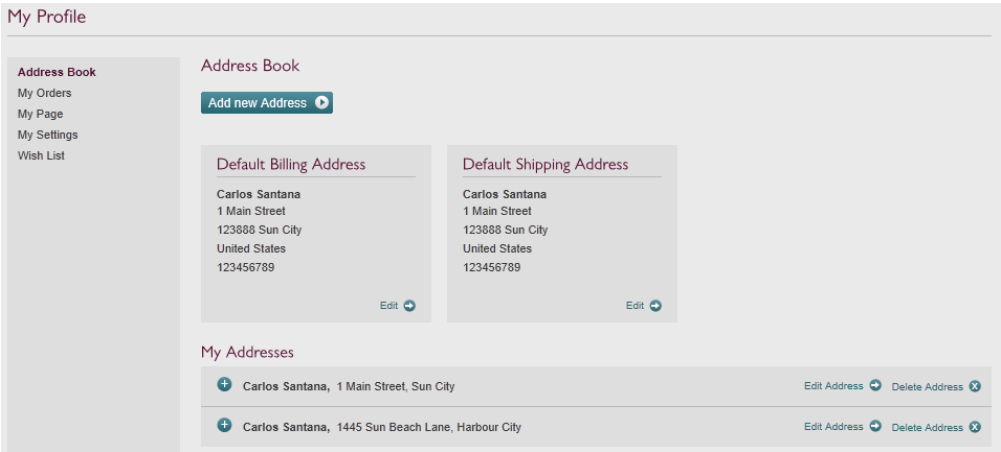 My Profile
Address Book
My Orders
My Page
My Settings
Wish List
Address Book
Add new Address
Default Billing Address
Carlos Santana
1 Main Street
123888 Sun City
United States
123456789
Edit
Default Shipping Address
Carlos Santana
1 Main Street
123888 Sun City
United States
123456789
Edit
My Addresses
Carlos Santana, 1 Main Street, Sun City Edit Address Delete Address
Carlos Santana, 1445 Sun Beach Lane, Harbour City Edit Address Delete Address